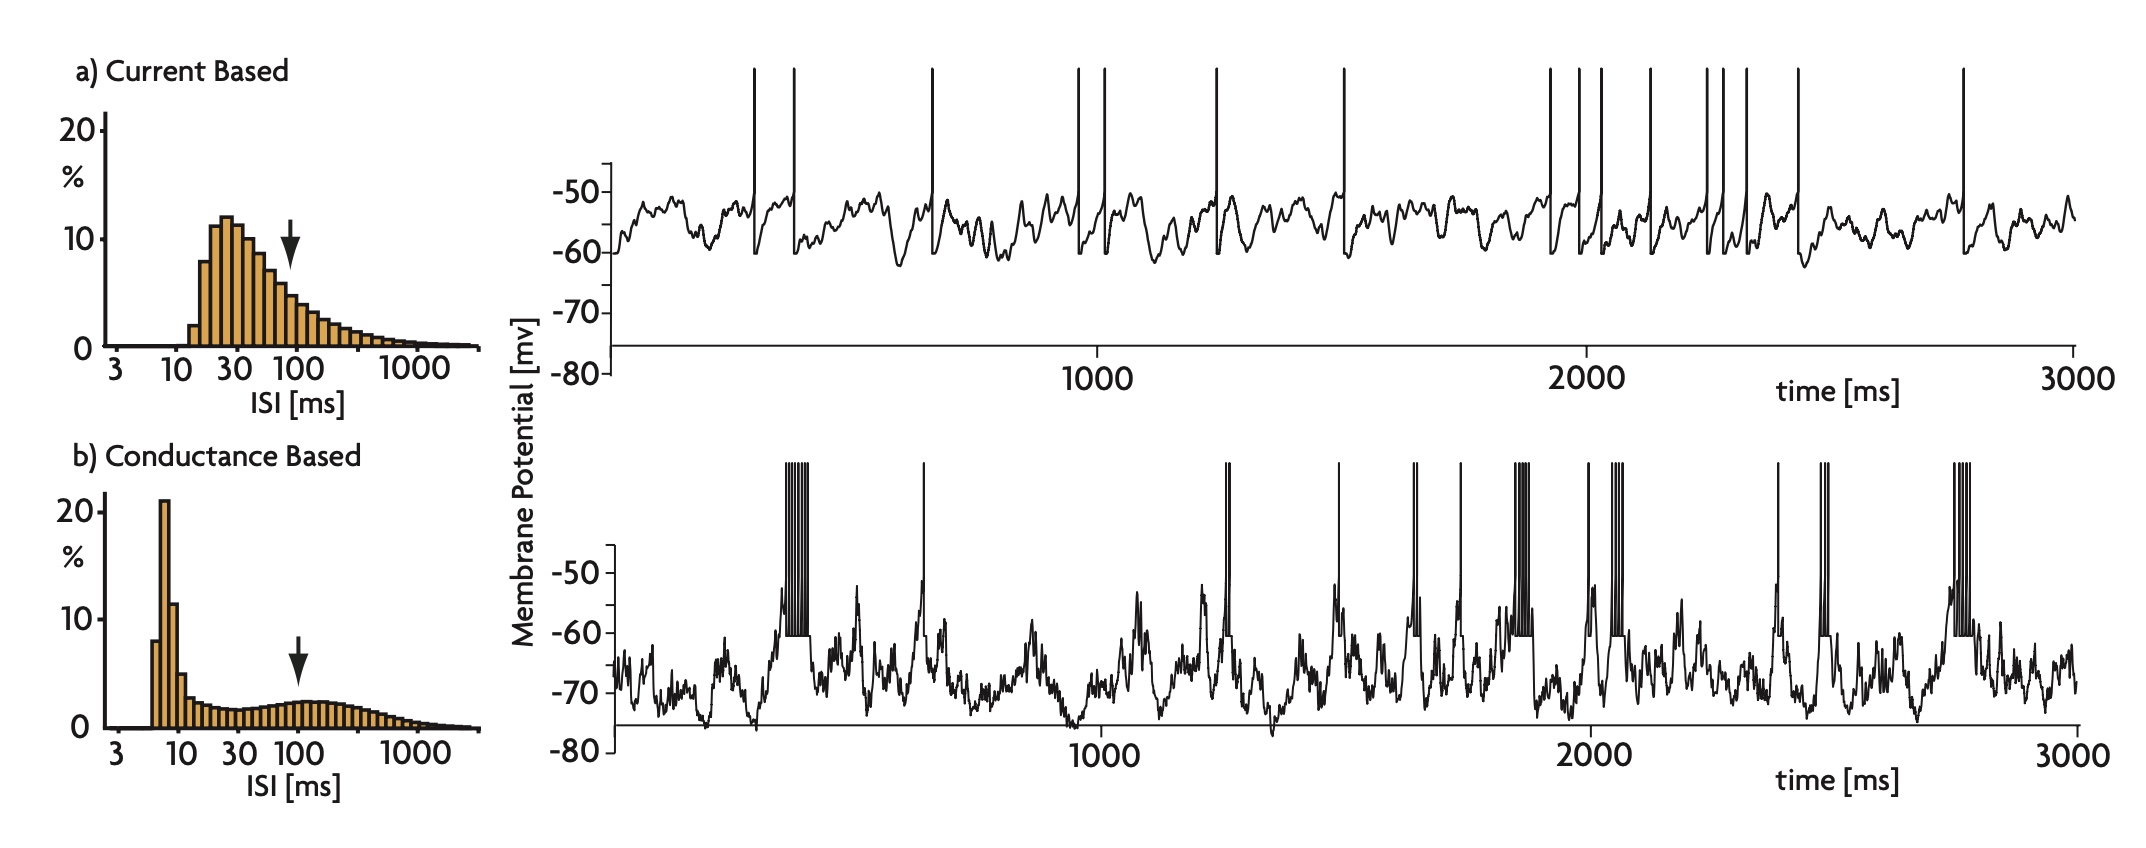 a) Current Based
20
%
10
0
3 10 30 100 1000
ISI [ms]
-50
-60
-70
-80
1000 2000 3000
time [ms]
Membrane Potential [mv]
b) Conductance Based
20
%
10
0
3 10 30 100 1000
ISI [ms]
-50
-60
-70
-80
1000 2000 3000
time [ms]